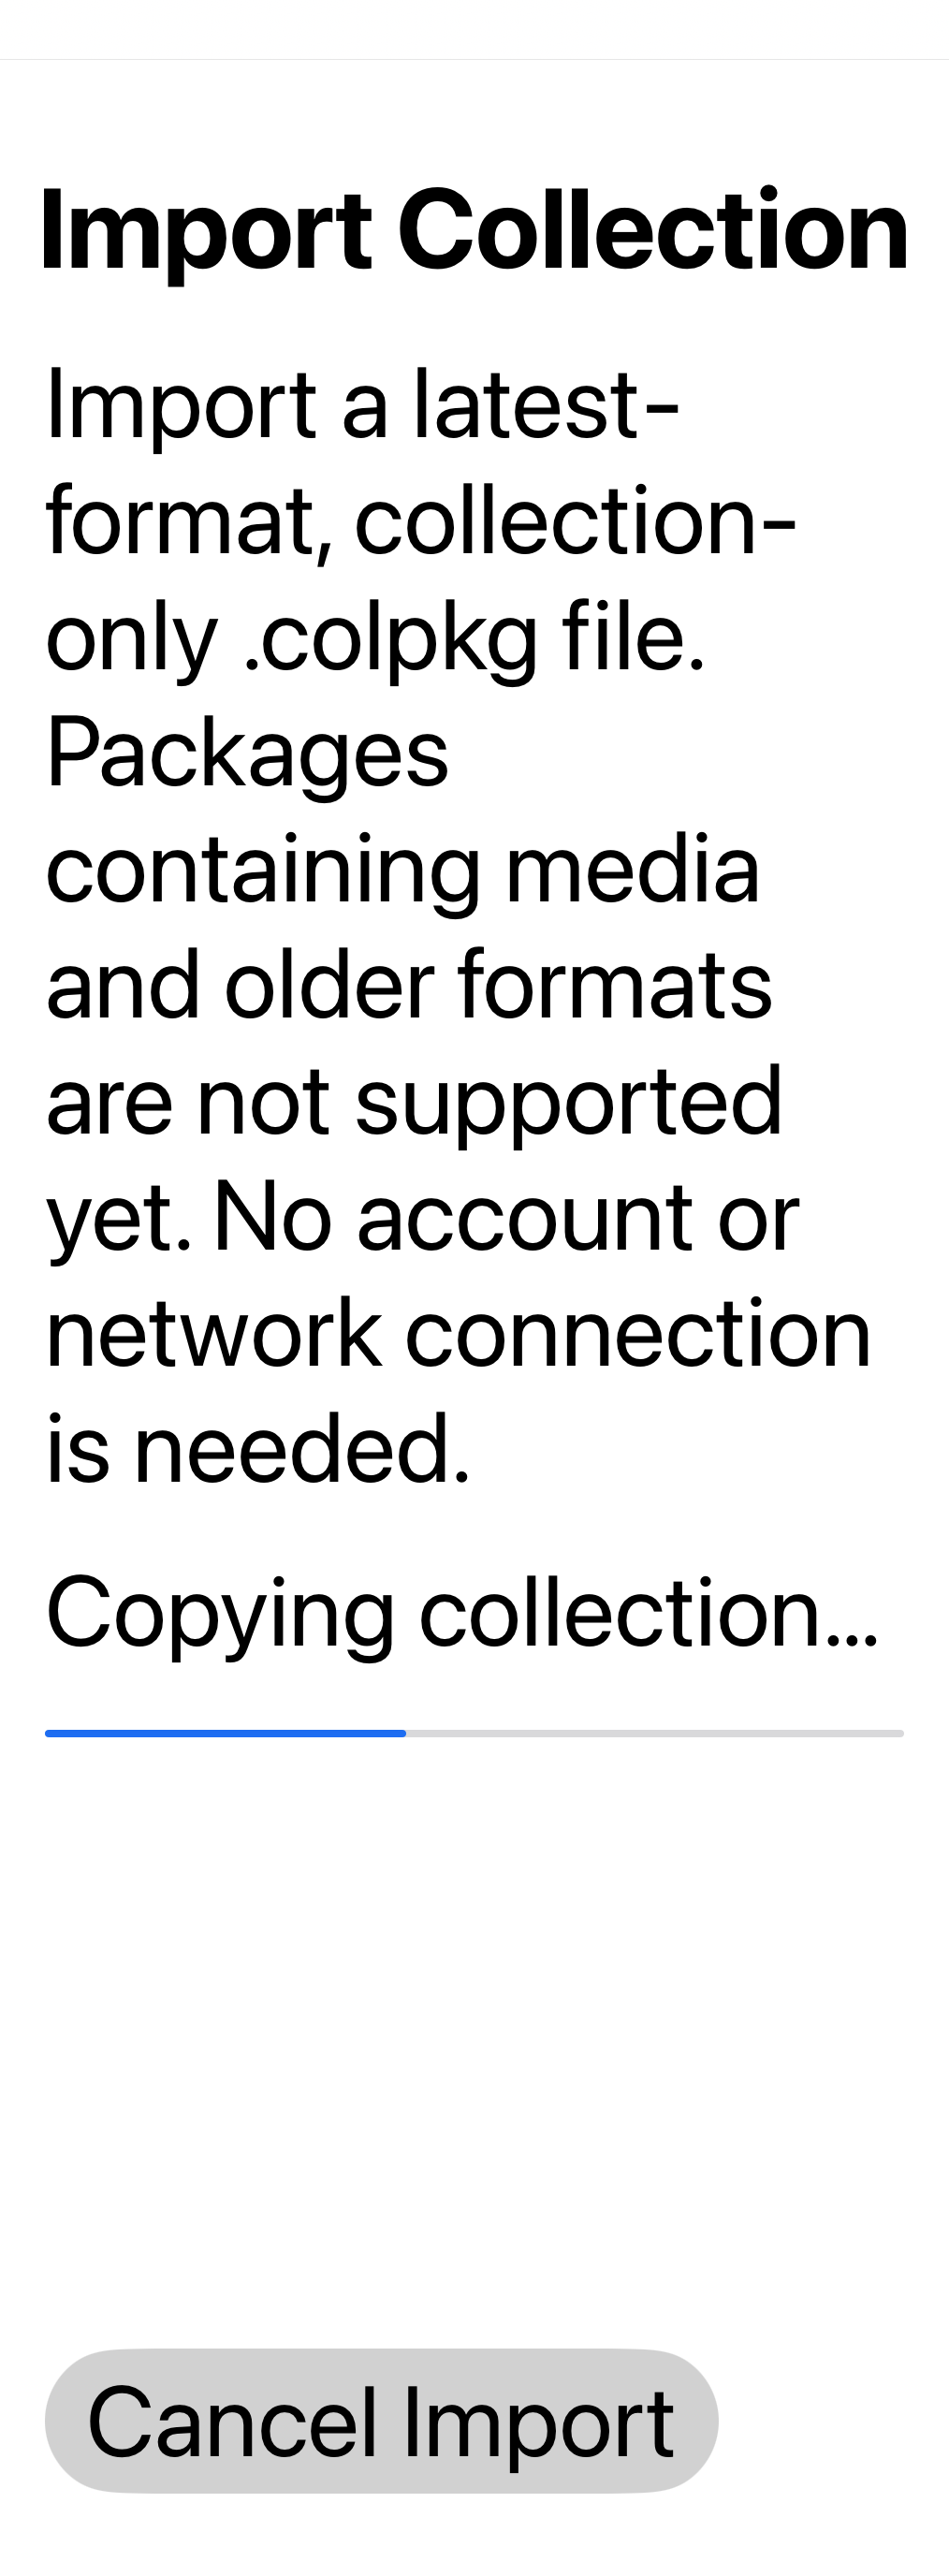 Import Collection
Import a latest-
format, collection-
only .colpkg file.
Packages
containing media
and older formats
are not supported
yet. No account or
network connection
is needed.
Copying collection...
Cancel Import